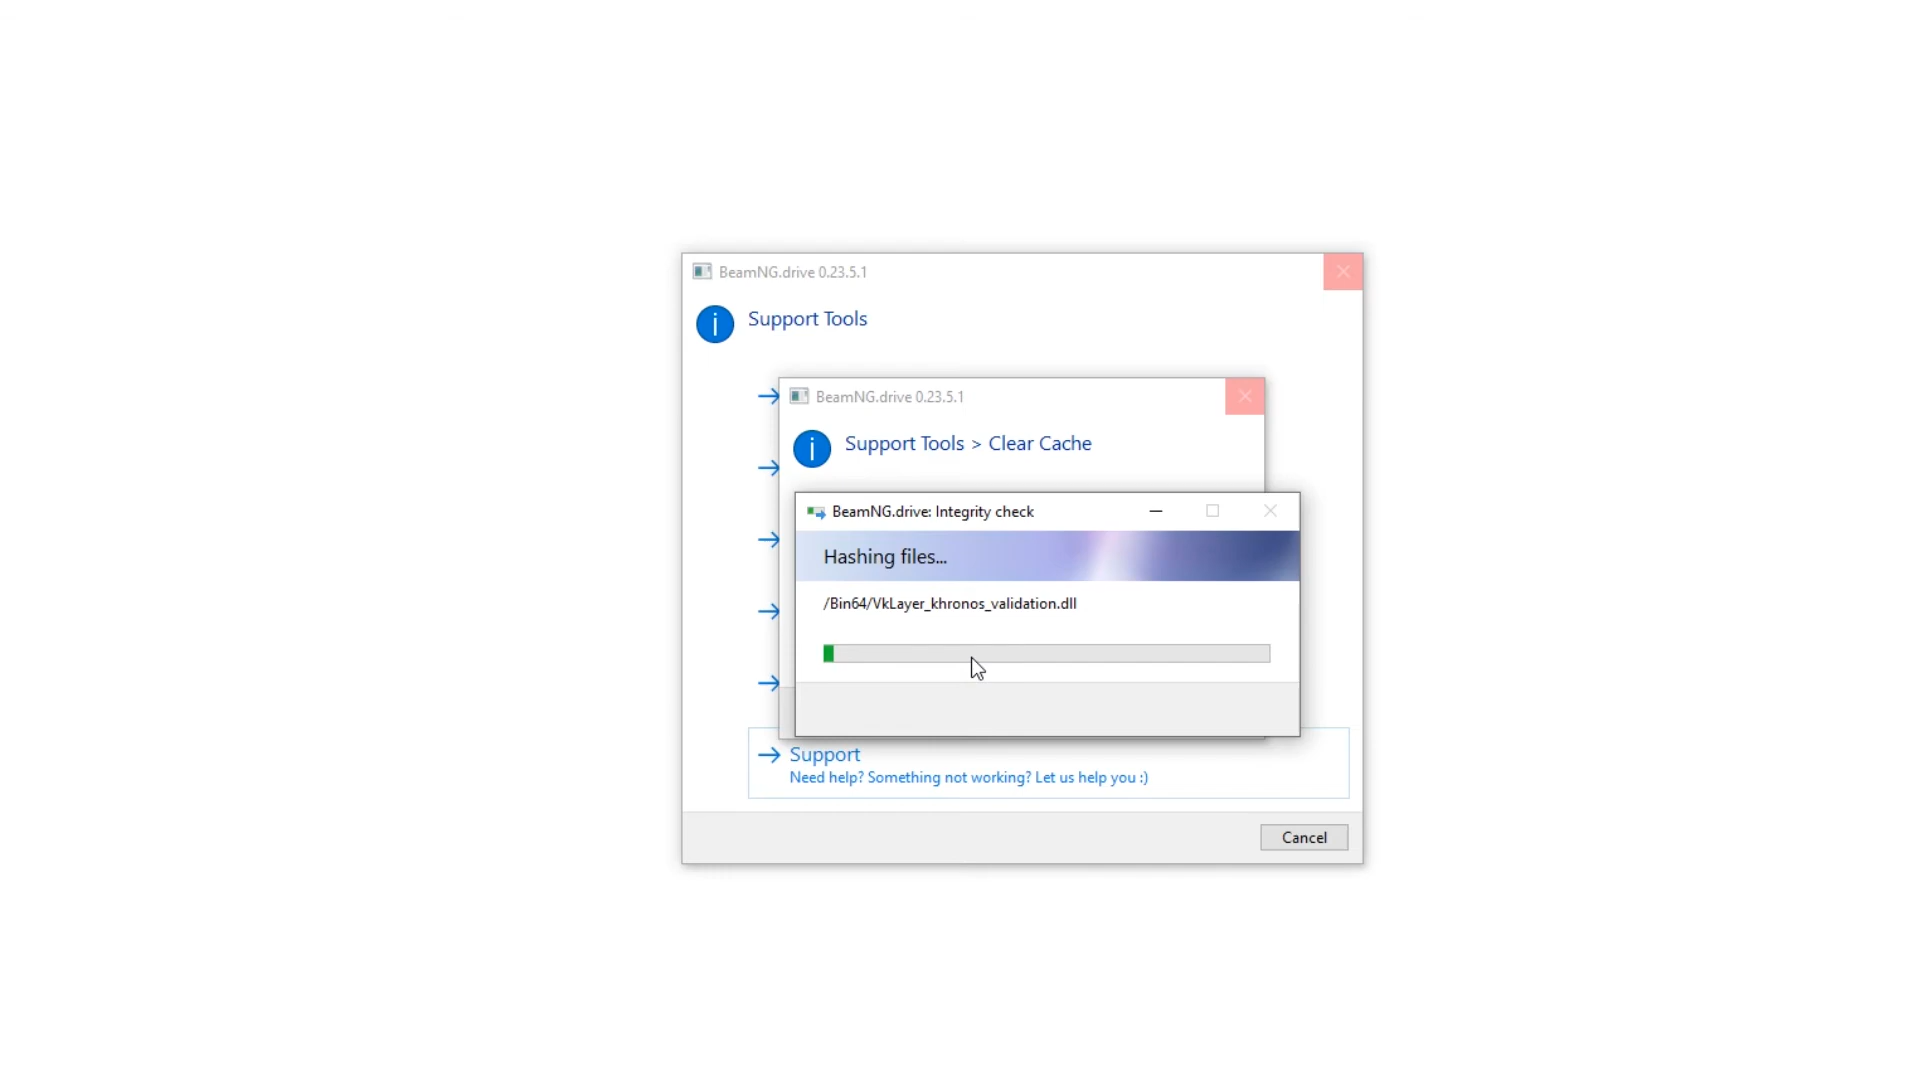 BeamNG.drive 0.23.5.1
Support Tools
BeamNG.drive 0.23.5.1
Support Tools > Clear Cache
BeamNG.drive: Integrity check
Hashing files...
/Bin64/VkLayer_khronos_validation.dll
Support
Need help? Something not working? Let us help you :)
Cancel